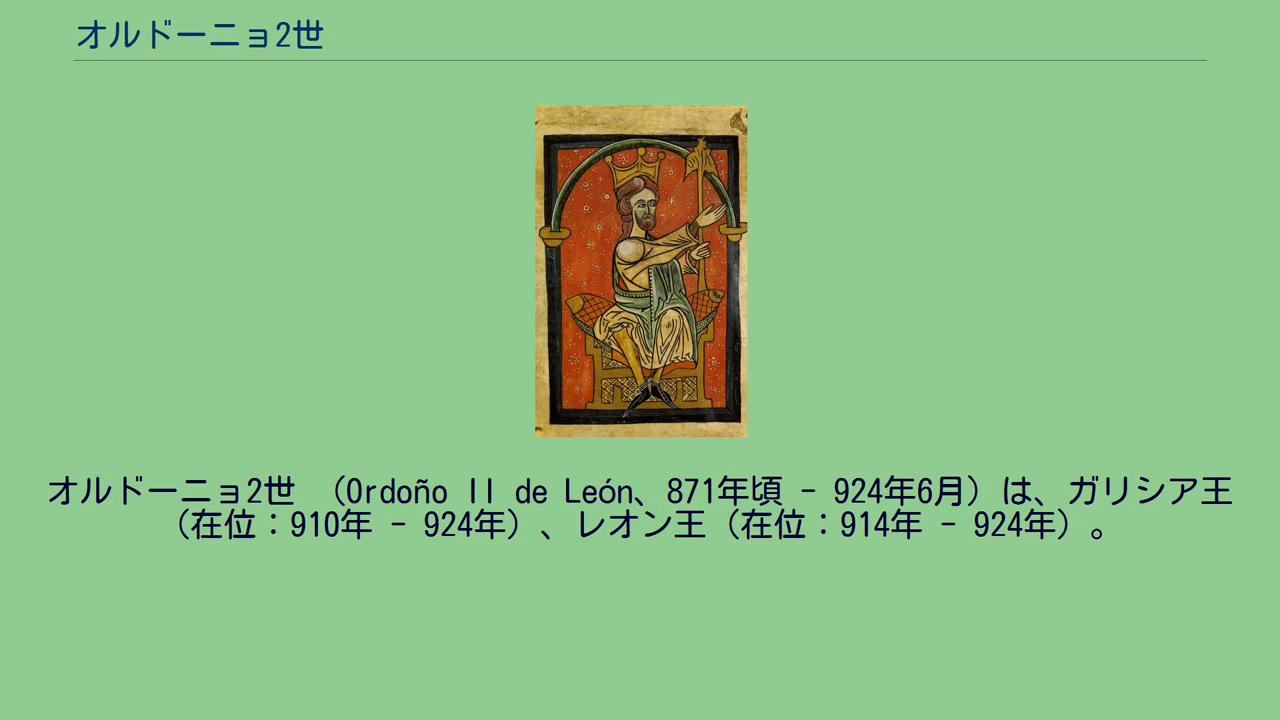 オルドーニョ2世
オルドーニョ2世　（Ordoño II de León、871年頃 - 924年6月）は、ガリシア王
（在位：910年 - 924年）、レオン王（在位：914年 - 924年）。